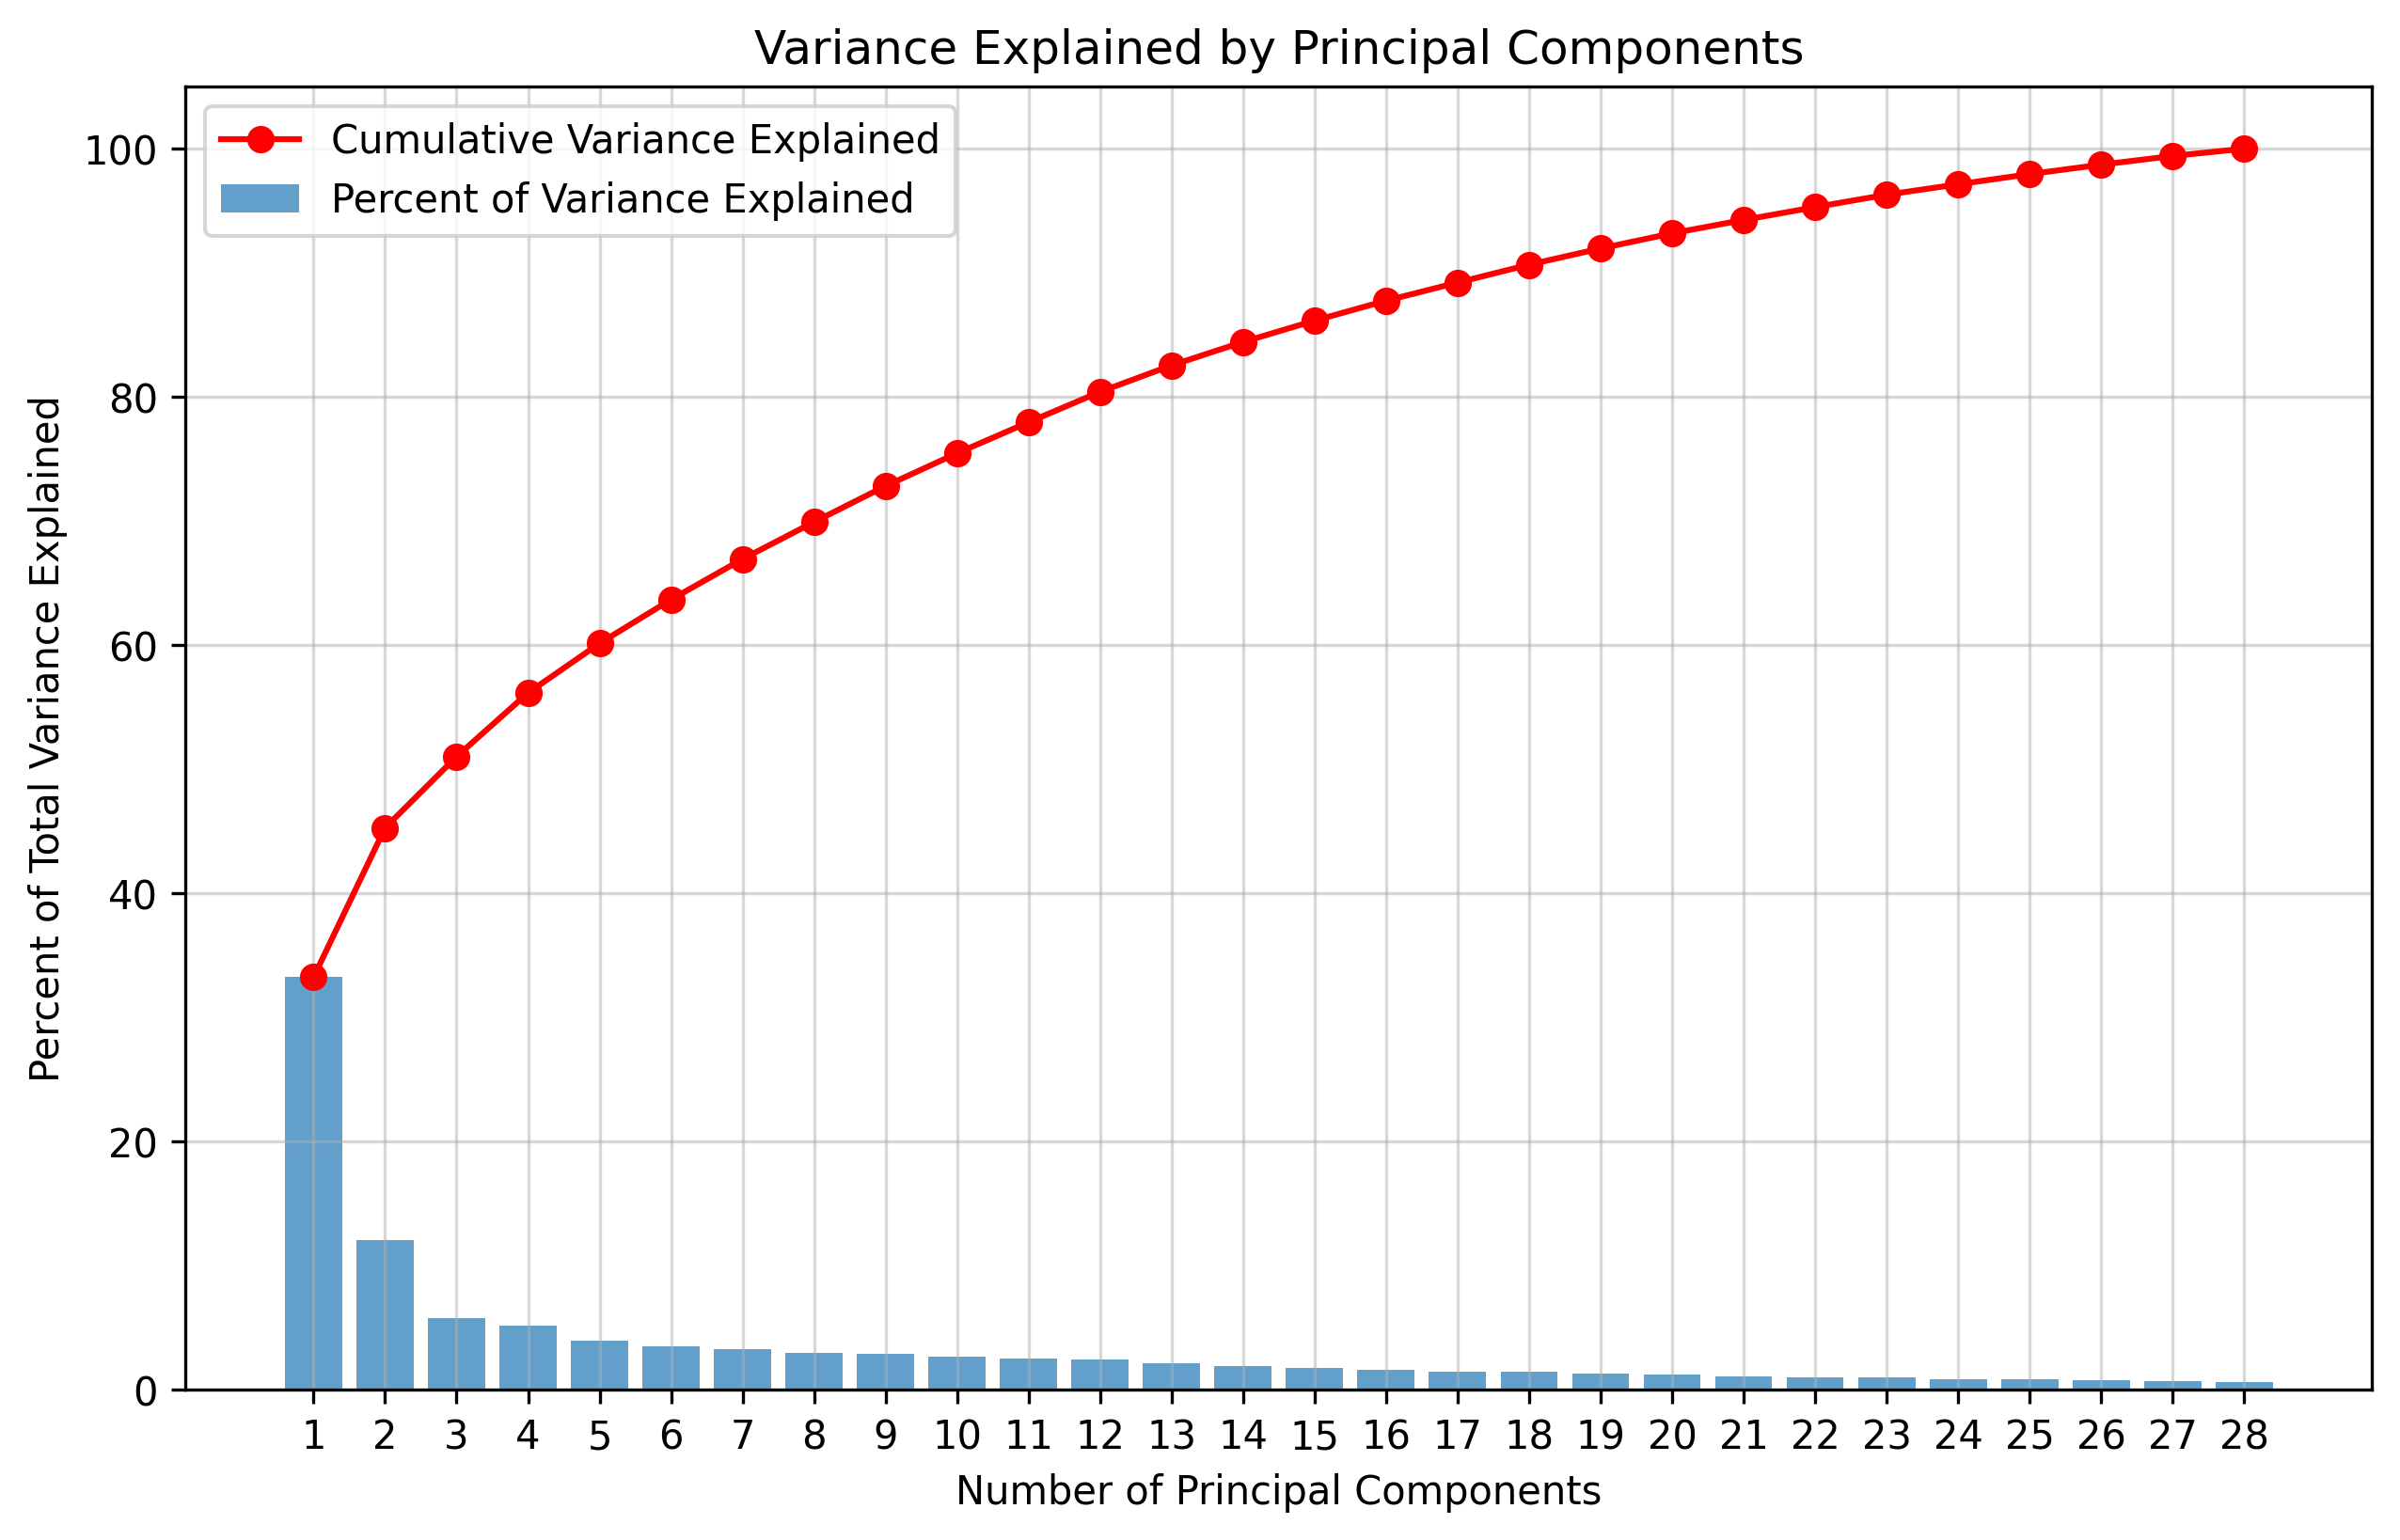 Variance Explained by Principal Components
Cumulative Variance Explained
Percent of Variance Explained
Percent of Total Variance Explained
100
80
60
40
20
0
1 2 3 4 5 6 7 8 9 10 11 12 13 14 15 16 17 18 19 20 21 22 23 24 25 26 27 28
Number of Principal Components